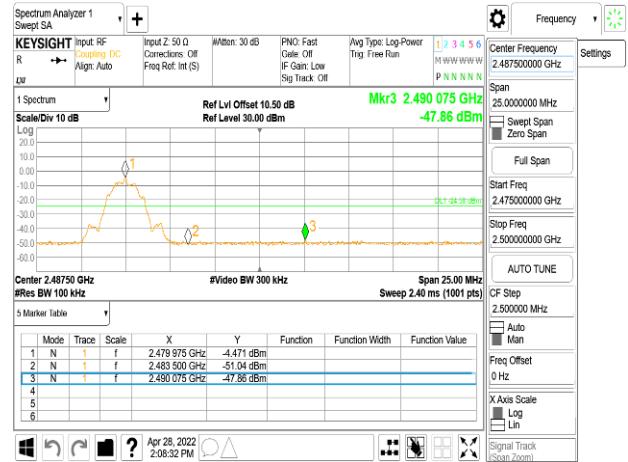 Spectrum Analyzer 1
Swept SA
Frequency
KEYSIGHT
R
Input: RF
Coupling: DC
Align: Auto
Input Z: 50 Ω
Corrections: Off
Freq Ref: Int (S)
#Atten: 30 dB
PNO: Fast
Gate: Off
IF Gain: Low
Sig Track: Off
Avg Type: Log-Power
Trig: Free Run
1 2 3 4 5 6
M W W W W W
P N N N N N
Center Frequency
2.487500000 GHz
Settings
Span
25.0000000 MHz
Swept Span
Zero Span
Full Span
Start Freq
2.475000000 GHz
Stop Freq
2.500000000 GHz
AUTO TUNE
CF Step
2.500000 MHz
Auto
Man
Freq Offset
0 Hz
X Axis Scale
Log
Lin
Signal Track
(Span Zoom)
1 Spectrum
Scale/Div 10 dB
Ref Lvl Offset 10.50 dB
Ref Level 30.00 dBm
Mkr3 2.490 075 GHz
-47.86 dBm
Log
20.0
10.0
0.00
-10.0
-20.0
-30.0
-40.0
-50.0
-60.0
1
2
3
Center 2.48750 GHz
#Res BW 100 kHz
#Video BW 300 kHz
Span 25.00 MHz
Sweep 2.40 ms (1001 pts)
5 Marker Table
Mode Trace Scale X Y Function Function Width Function Value
1 N 1 f 2.479 975 GHz -4.471 dBm
2 N 1 f 2.483 500 GHz -51.04 dBm
3 N 1 f 2.490 075 GHz -47.86 dBm
4
5
6
Apr 28, 2022
2:08:32 PM